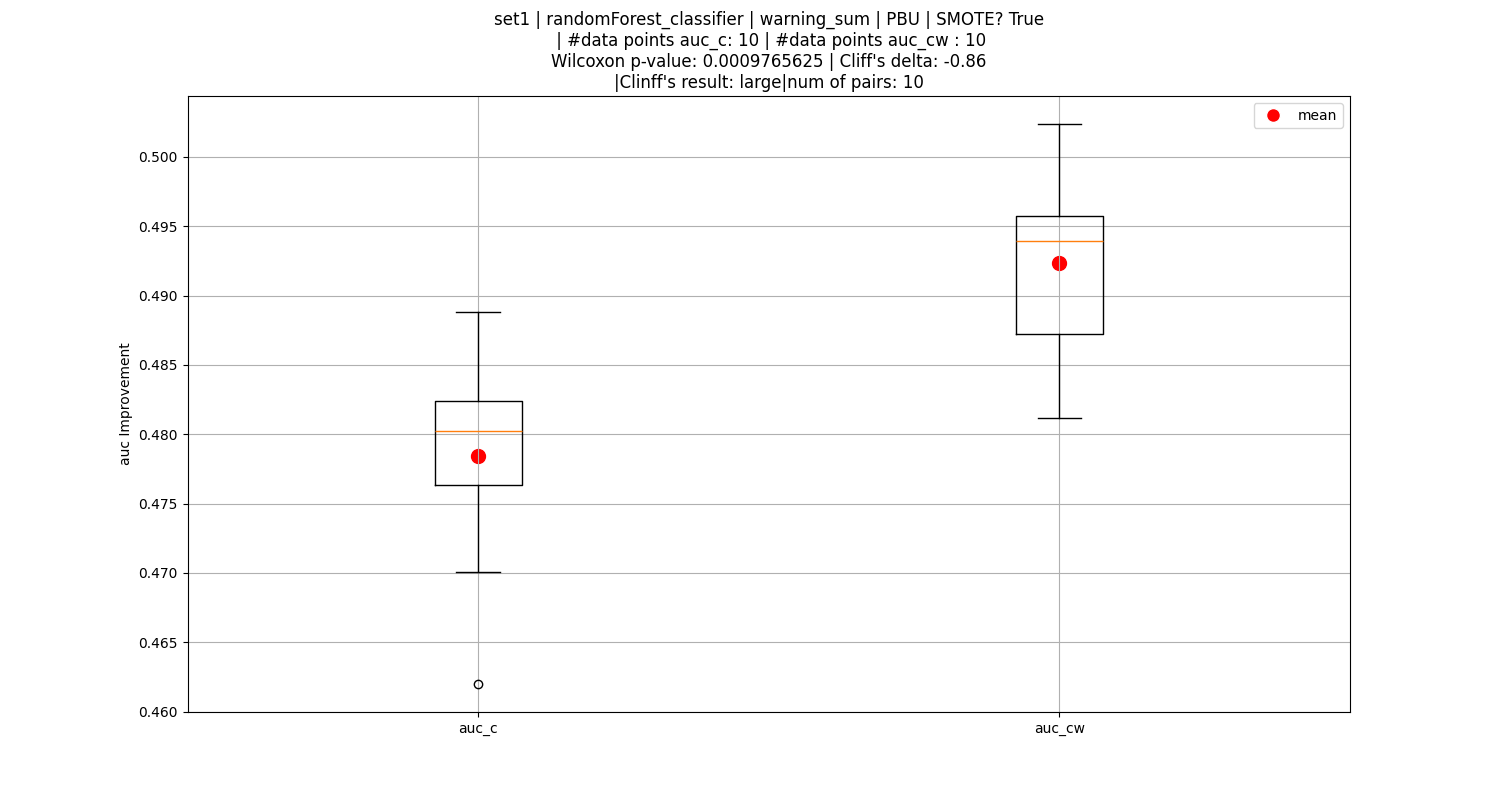 set1 | randomForest_classifier | warning_sum | PBU | SMOTE? True
| #data points auc_c: 10 | #data points auc_cw : 10
Wilcoxon p-value: 0.0009765625 | Cliff's delta: -0.86
|Clinff's result: large|num of pairs: 10
mean
0.500
0.495
0.490
0.485
0.480
0.475
0.470
0.465
0.460
auc Improvement
auc_c
auc_cw